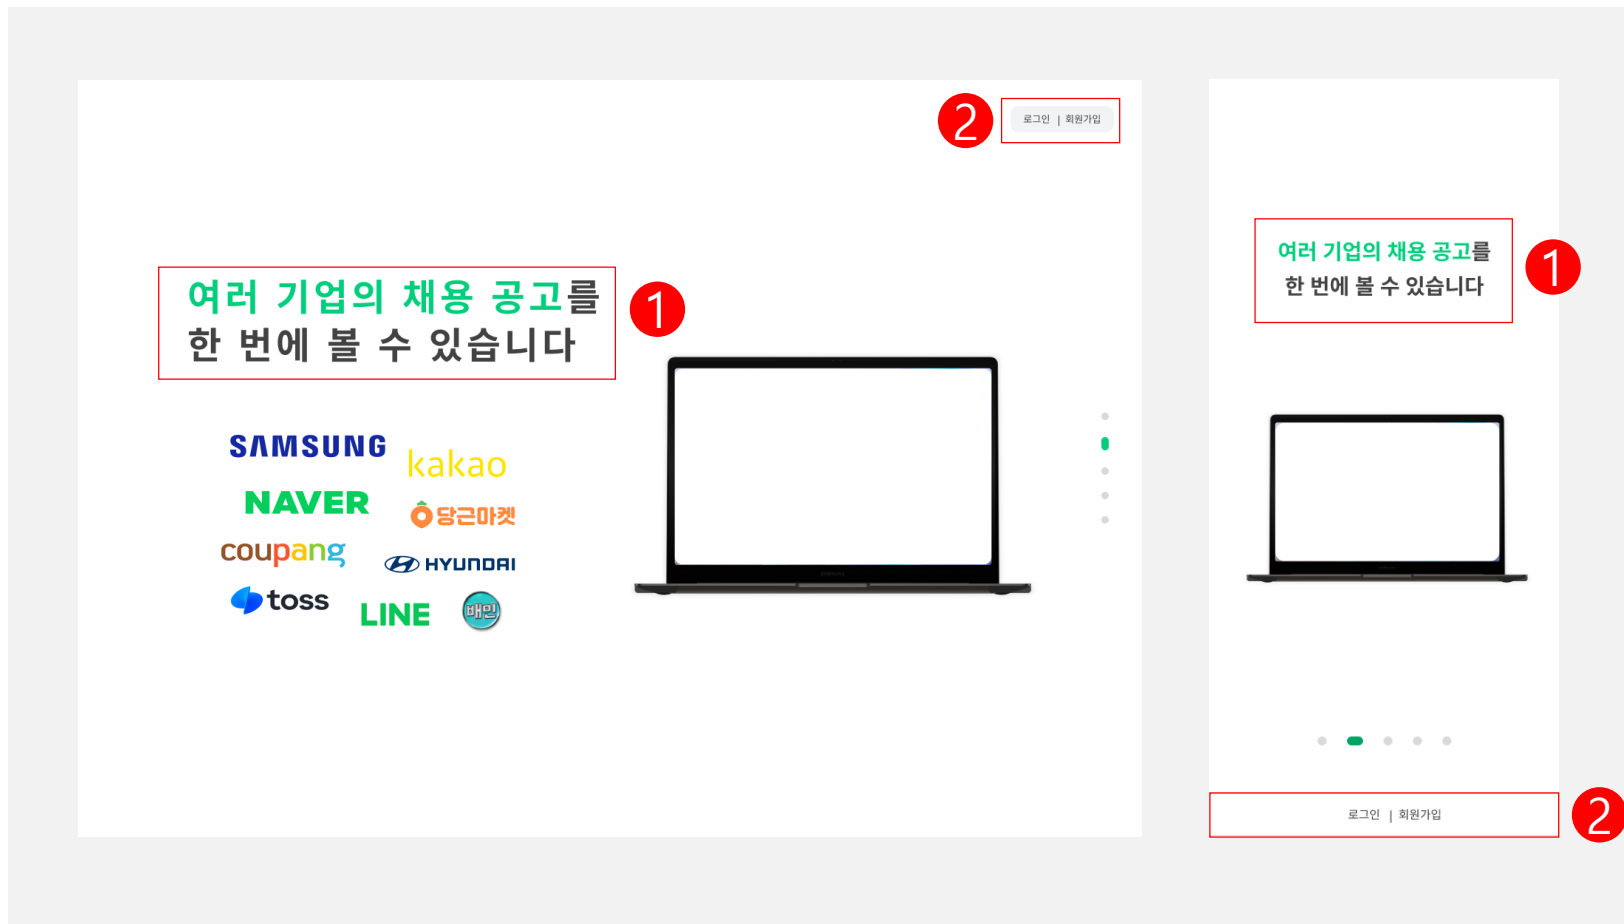 2
로그인 | 회원가입
여러 기업의 채용 공고를
한 번에 볼 수 있습니다
1
SAMSUNG
kakao
NAVER
당근마켓
coupang
HYUNDAI
toss
LINE
배민
여러 기업의 채용 공고를
한 번에 볼 수 있습니다
1
로그인 | 회원가입
2